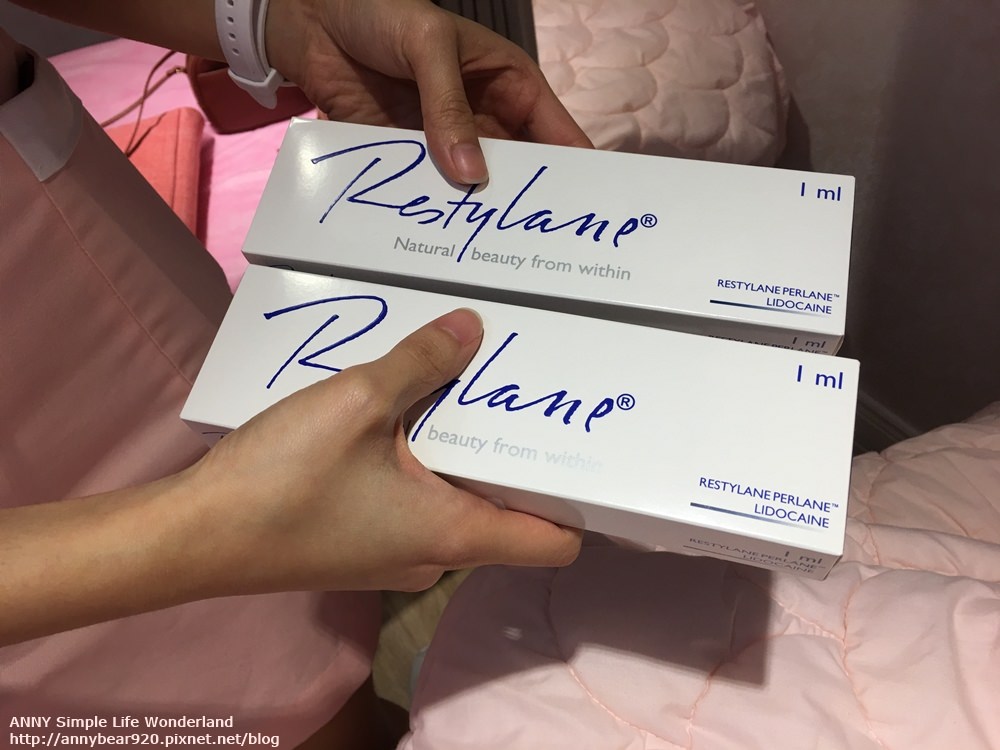 Restylane®
Natural beauty from within
1 ml
RESTYLANE PERLANE™
LIDOCAINE
1 ml
R ylane®
beauty from within
1 ml
RESTYLANE PERLANE™
LIDOCAINE
1 ml
RESTYLANE PERLANE™
LIDOCAINE
ANNY Simple Life Wonderland
http://annybear920.pixnet.net/blog